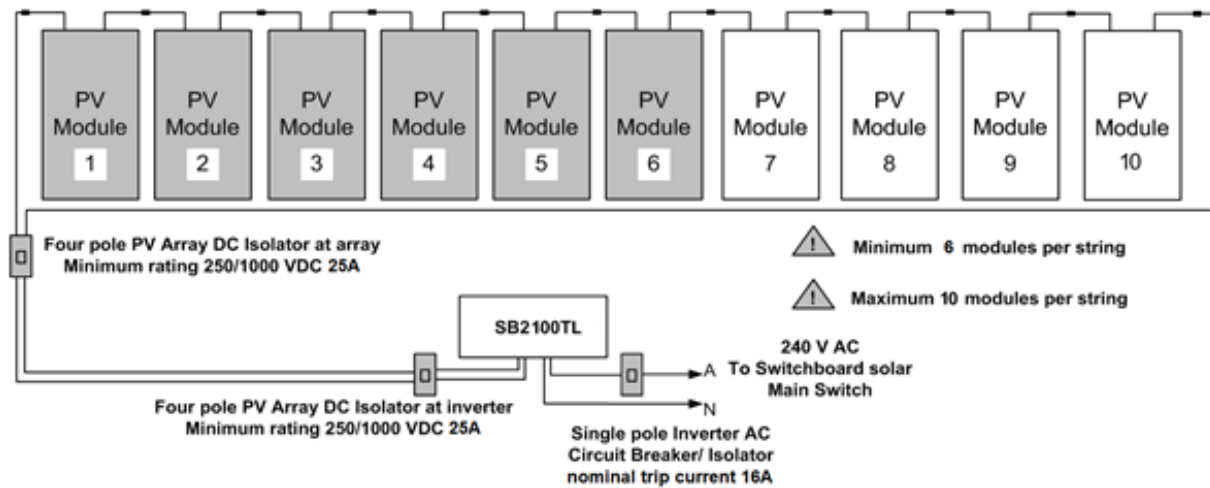 PV
Module
1
PV
Module
2
PV
Module
3
PV
Module
4
PV
Module
5
PV
Module
6
PV
Module
7
PV
Module
8
PV
Module
9
PV
Module
10
Four pole PV Array DC Isolator at array
Minimum rating 250/1000 VDC 25A
! Minimum 6 modules per string
! Maximum 10 modules per string
SB2100TL
240 V AC
To Switchboard solar
Main Switch
A
N
Four pole PV Array DC Isolator at inverter
Minimum rating 250/1000 VDC 25A
Single pole Inverter AC
Circuit Breaker/ Isolator
nominal trip current 16A